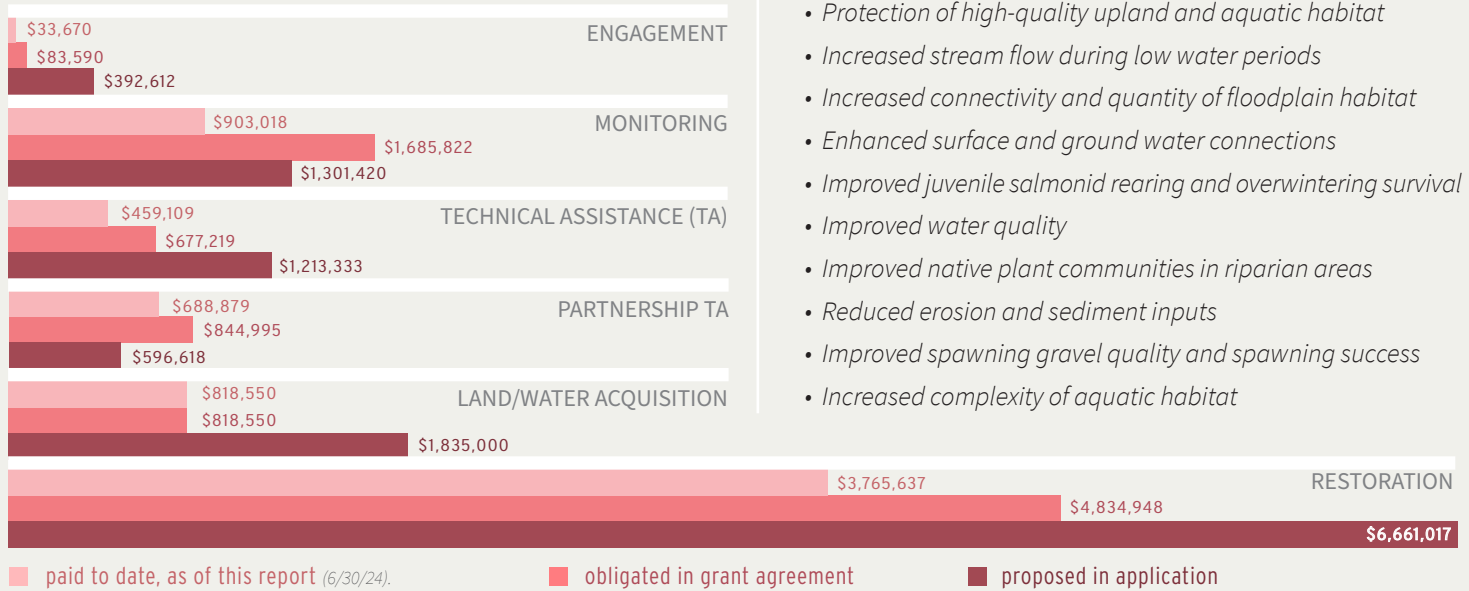 ENGAGEMENT
$33,670
$83,590
$392,612
MONITORING
$903,018
$1,685,822
$1,301,420
TECHNICAL ASSISTANCE (TA)
$459,109
$677,219
$1,213,333
PARTNERSHIP TA
$688,879
$844,995
$596,618
LAND/WATER ACQUISITION
$818,550
$818,550
$1,835,000
RESTORATION
$3,765,637
$4,834,948
$6,661,017
paid to date, as of this report (6/30/24).
obligated in grant agreement
proposed in application
• Protection of high-quality upland and aquatic habitat
• Increased stream flow during low water periods
• Increased connectivity and quantity of floodplain habitat
• Enhanced surface and ground water connections
• Improved juvenile salmonid rearing and overwintering survival
• Improved water quality
• Improved native plant communities in riparian areas
• Reduced erosion and sediment inputs
• Improved spawning gravel quality and spawning success
• Increased complexity of aquatic habitat